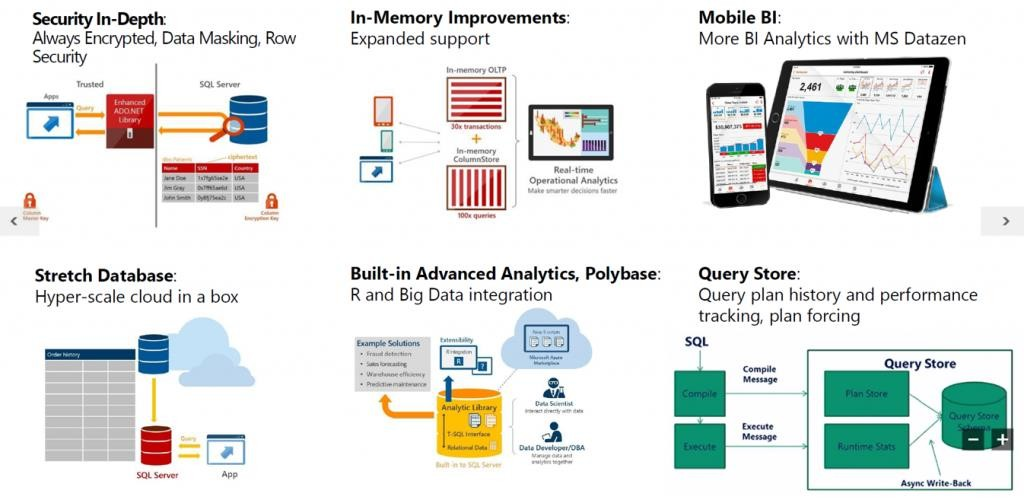 Security In-Depth:
Always Encrypted, Data Masking, Row
Security
Trusted
SQL Server
Apps
Query
Enhanced
ADO.NET
Library
dbo.Patients
ciphertext
Name SSN Country
Jane Doe 1x7fg65se2e USA
Jim Gray USA
John Smith 0y8fj75ea2c USA
Column
Master Key
Column
Encryption Key
In-Memory Improvements:
Expanded support
In-memory OLTP
30x transactions
+
In-memory
ColumnStore
100x queries
Real-time
Operational Analytics
Make smarter decisions faster
Mobile BI:
More BI Analytics with MS Datazen
2,461
Stretch Database:
Hyper-scale cloud in a box
Order history
Query
SQL Server
App
Built-in Advanced Analytics, Polybase:
R and Big Data integration
Example Solutions
• Fraud detection
• Sales forecasting
• Warehouse efficiency
• Predictive maintenance
Extensibility
R Integration
R
?
New R scripts
Microsoft Azure
Marketplace
Analytic Library
T-SQL Interface
Relational Data
Built-in to SQL Server
Data Scientist
Interact directly with data
Data Developer/DBA
Manage data and
analytics together
Query Store:
Query plan history and performance
tracking, plan forcing
SQL
Compile
Execute
Compile
Message
Execute
Message
Query Store
Plan Store
Runtime Stats
Query Store
Schema
Async Write-Back